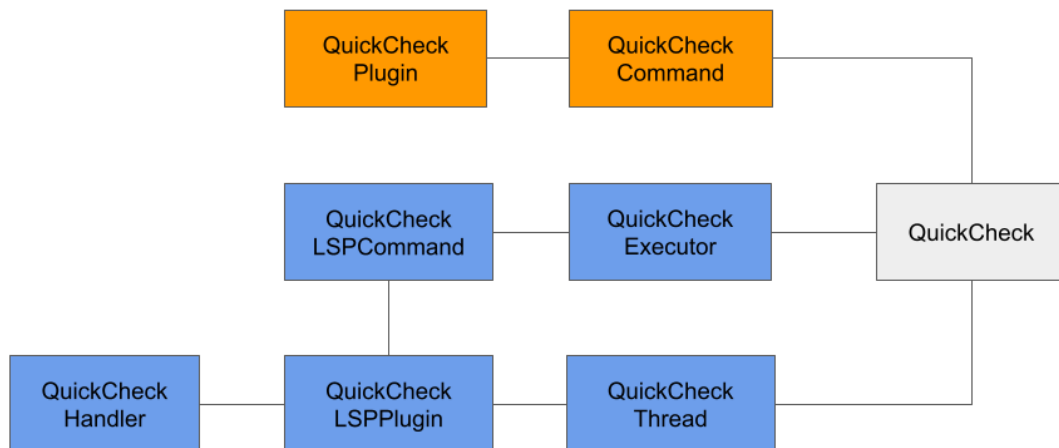 QuickCheck
Plugin
QuickCheck
Command
QuickCheck
LSPCommand
QuickCheck
Executor
QuickCheck
QuickCheck
Handler
QuickCheck
LSPPlugin
QuickCheck
Thread